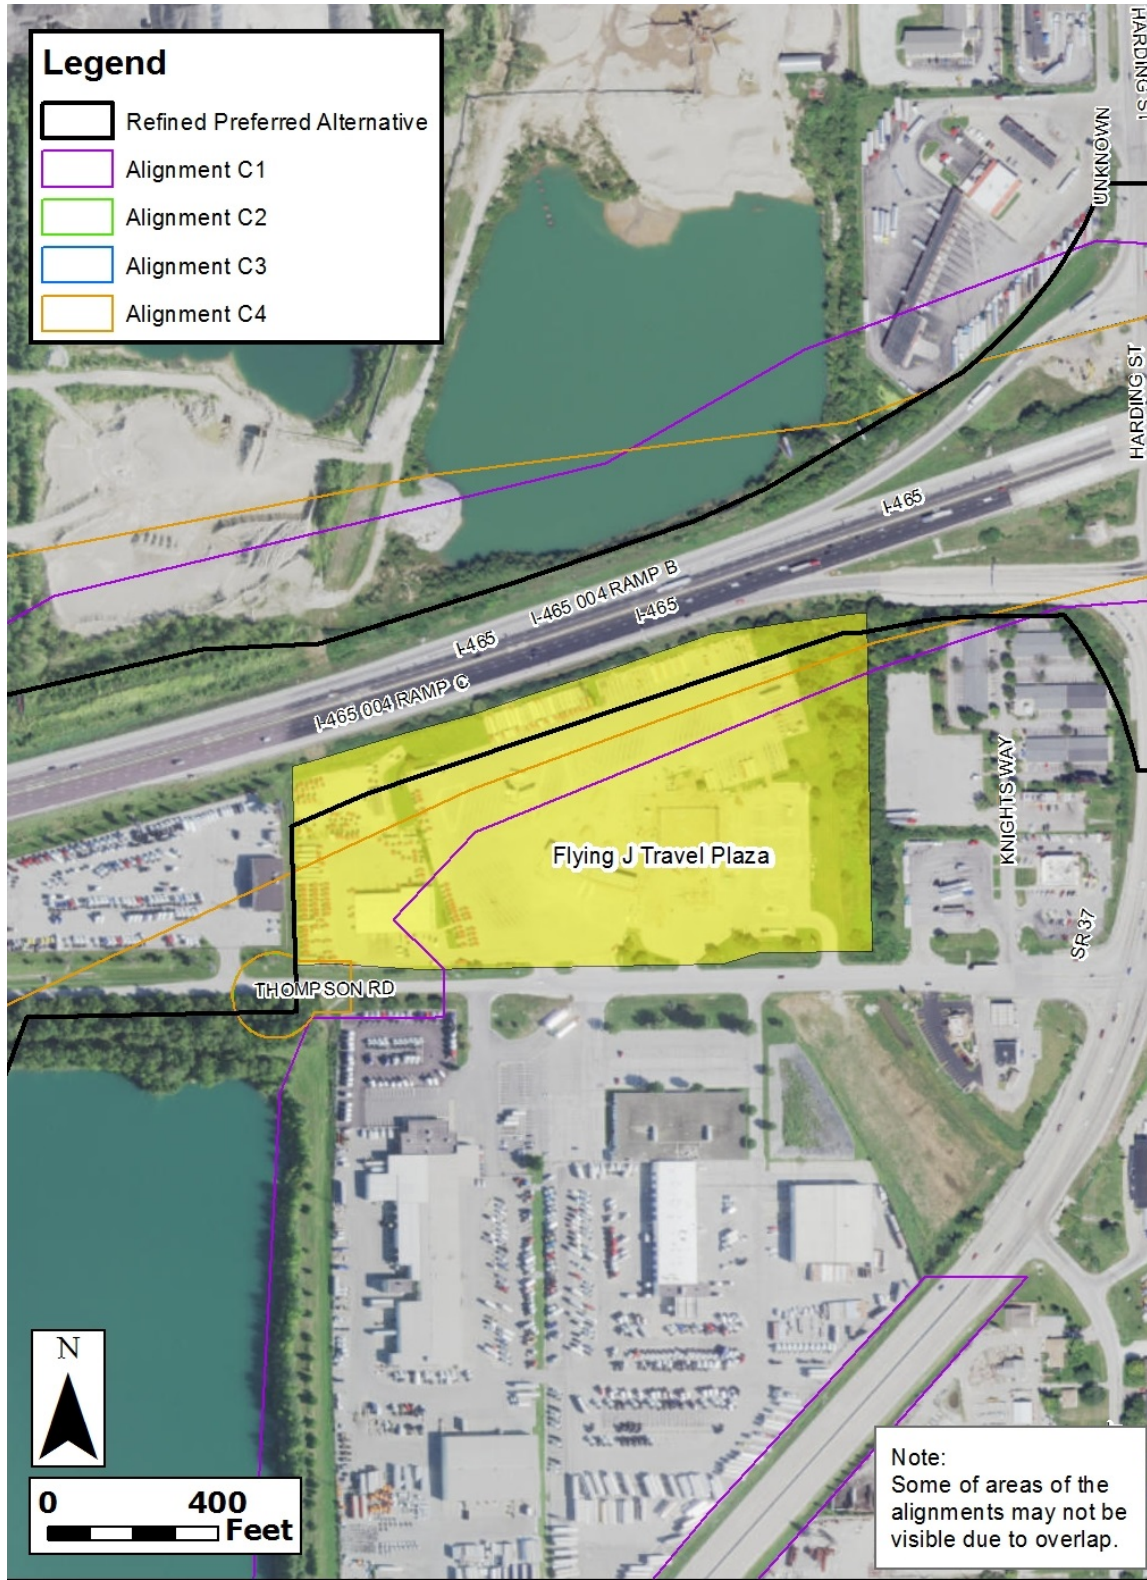 Legend
Refined Preferred Alternative
Alignment C1
Alignment C2
Alignment C3
Alignment C4
HARDING ST
UNKNOWN
HARDING ST
I-465
I-465 004 RAMP B
I-465
I-465
I-465 004 RAMP C
KNIGHTS WAY
Flying J Travel Plaza
SR 37
THOMPSON RD
N
0 400
Feet
Note:
Some of areas of the
alignments may not be
visible due to overlap.